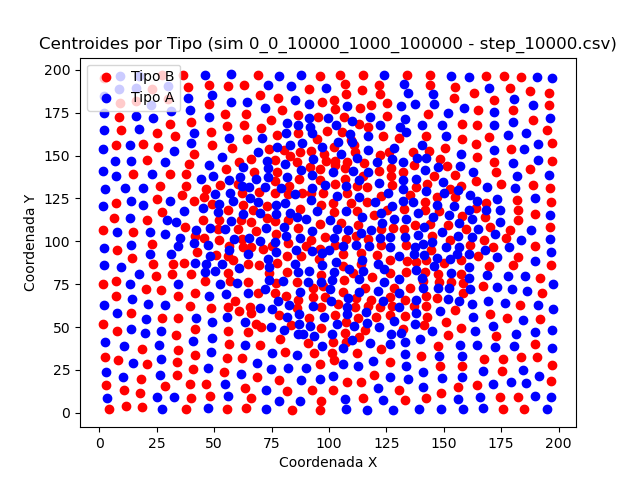 Centroides por Tipo (sim 0_0_10000_1000_100000 - step_10000.csv)
Tipo B
Tipo A
200
175
150
125
100
75
50
25
0
Coordenada Y
0 25 50 75 100 125 150 175 200
Coordenada X